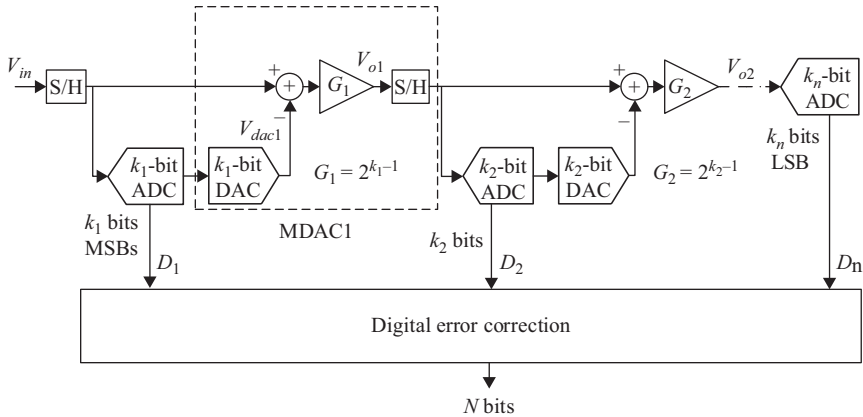 V_in
S/H
+
−
V_dac1
G_1
V_o1
S/H
k_1-bit
ADC
k_1-bit
DAC
G_1 = 2^{k_1−1}
MDAC1
k_1 bits
MSBs
D_1
+
−
G_2
V_o2
k_2-bit
ADC
k_2-bit
DAC
G_2 = 2^{k_2−1}
k_2 bits
D_2
k_n-bit
ADC
k_n bits
LSB
Dn
+
+
Digital error correction
N bits